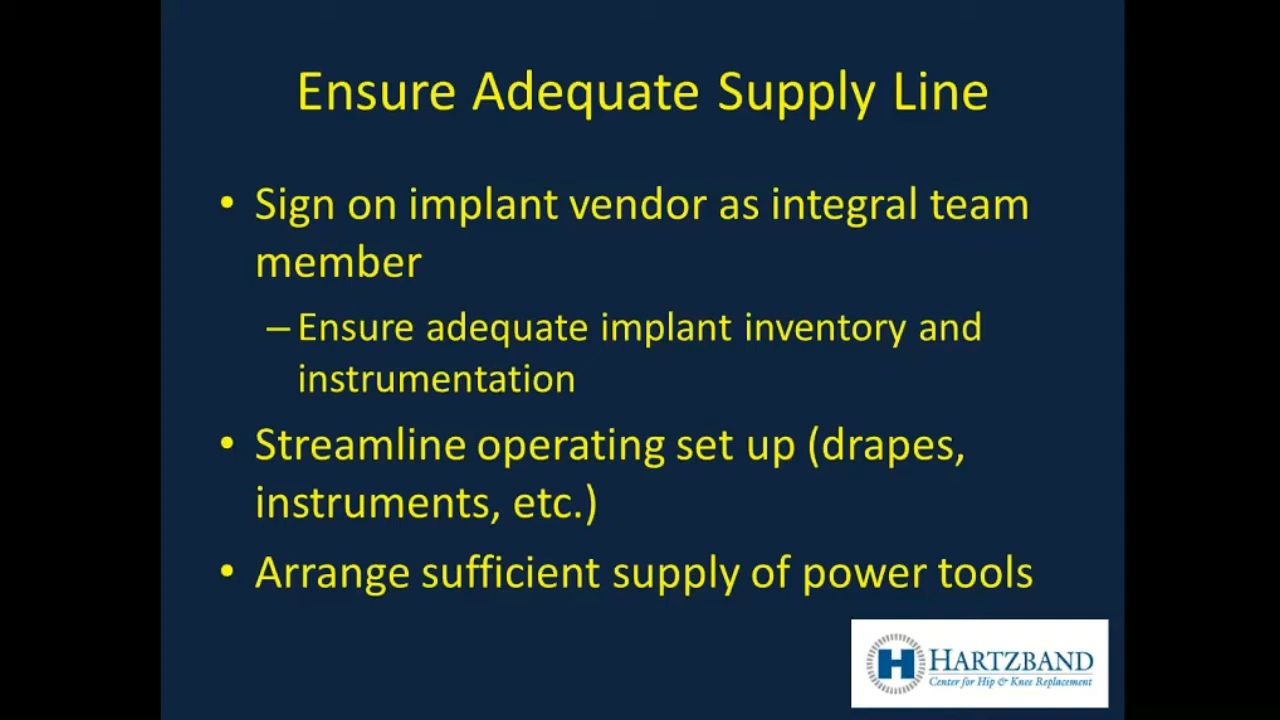 Ensure Adequate Supply Line
• Sign on implant vendor as integral team
member
– Ensure adequate implant inventory and
instrumentation
• Streamline operating set up (drapes,
instruments, etc.)
• Arrange sufficient supply of power tools
H HARTZBAND
Center for Hip & Knee Replacement